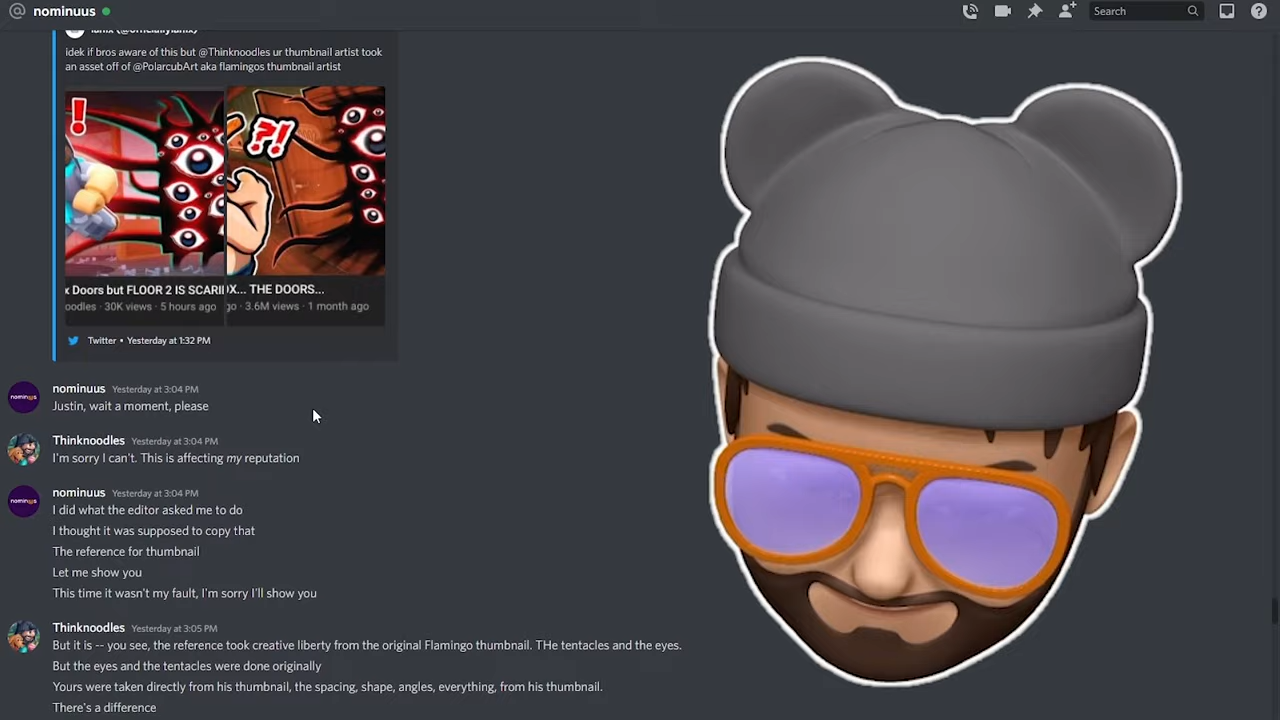 @ nominuus
Search
idek if bros aware of this but @Thinknoodles ur thumbnail artist took
an asset off of @PolarcubArt aka flamingos thumbnail artist
!
?!
x Doors but FLOOR 2 IS SCARI
OX... THE DOORS...
oodles · 30K views · 5 hours ago
go · 3.6M views · 1 month ago
Twitter • Yesterday at 1:32 PM
nominuus Yesterday at 3:04 PM
Justin, wait a moment, please
Thinknoodles Yesterday at 3:04 PM
I'm sorry I can't. This is affecting my reputation
nominuus Yesterday at 3:04 PM
I did what the editor asked me to do
I thought it was supposed to copy that
The reference for thumbnail
Let me show you
This time it wasn't my fault, I'm sorry I'll show you
Thinknoodles Yesterday at 3:05 PM
But it is -- you see, the reference took creative liberty from the original Flamingo thumbnail. THe tentacles and the eyes.
But the eyes and the tentacles were done originally
Yours were taken directly from his thumbnail, the spacing, shape, angles, everything, from his thumbnail.
There's a difference